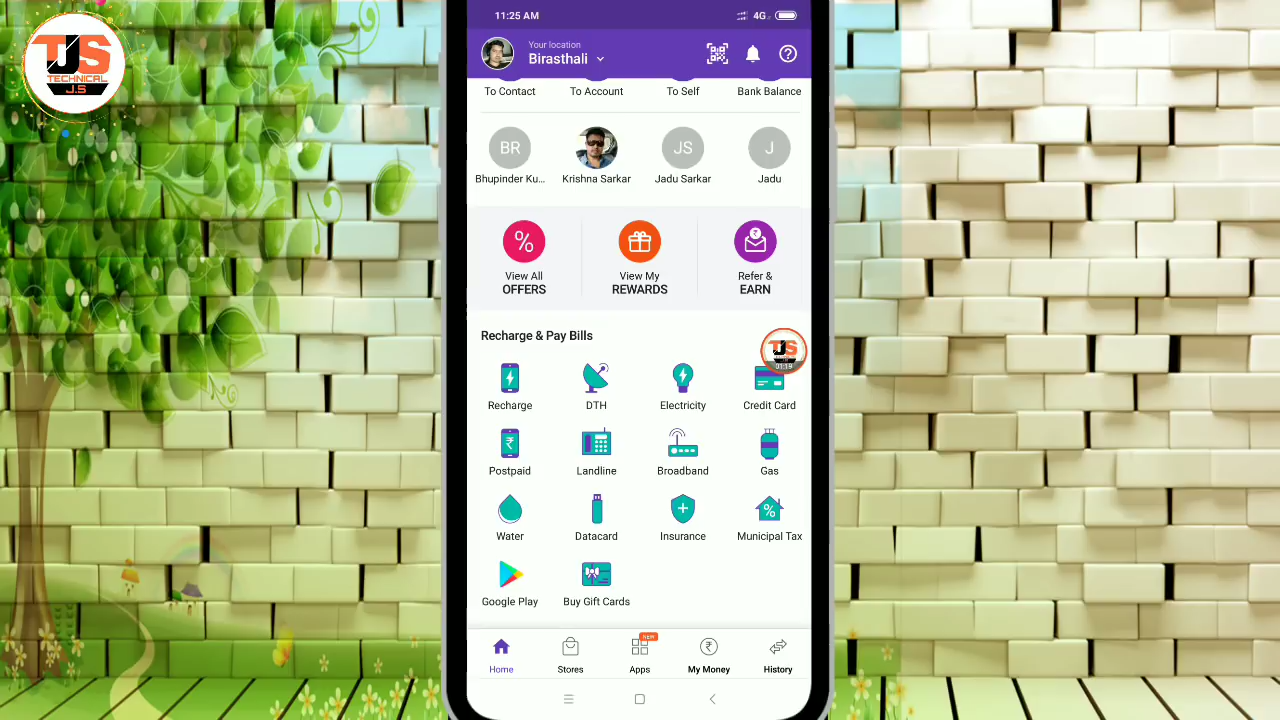 TJS
TECHNICAL
J.S
11:25 AM
4G
Your location
Birasthali
To Contact
To Account
To Self
Bank Balance
BR
JS
J
Bhupinder Ku...
Krishna Sarkar
Jadu Sarkar
Jadu
%
View All
OFFERS
View My
REWARDS
₹
Refer &
EARN
Recharge & Pay Bills
TJS
01:19
Recharge
DTH
Electricity
Credit Card
₹
Postpaid
Landline
Broadband
Gas
%
Water
Datacard
Insurance
Municipal Tax
Google Play
Buy Gift Cards
NEW
₹
Home
Stores
Apps
My Money
History